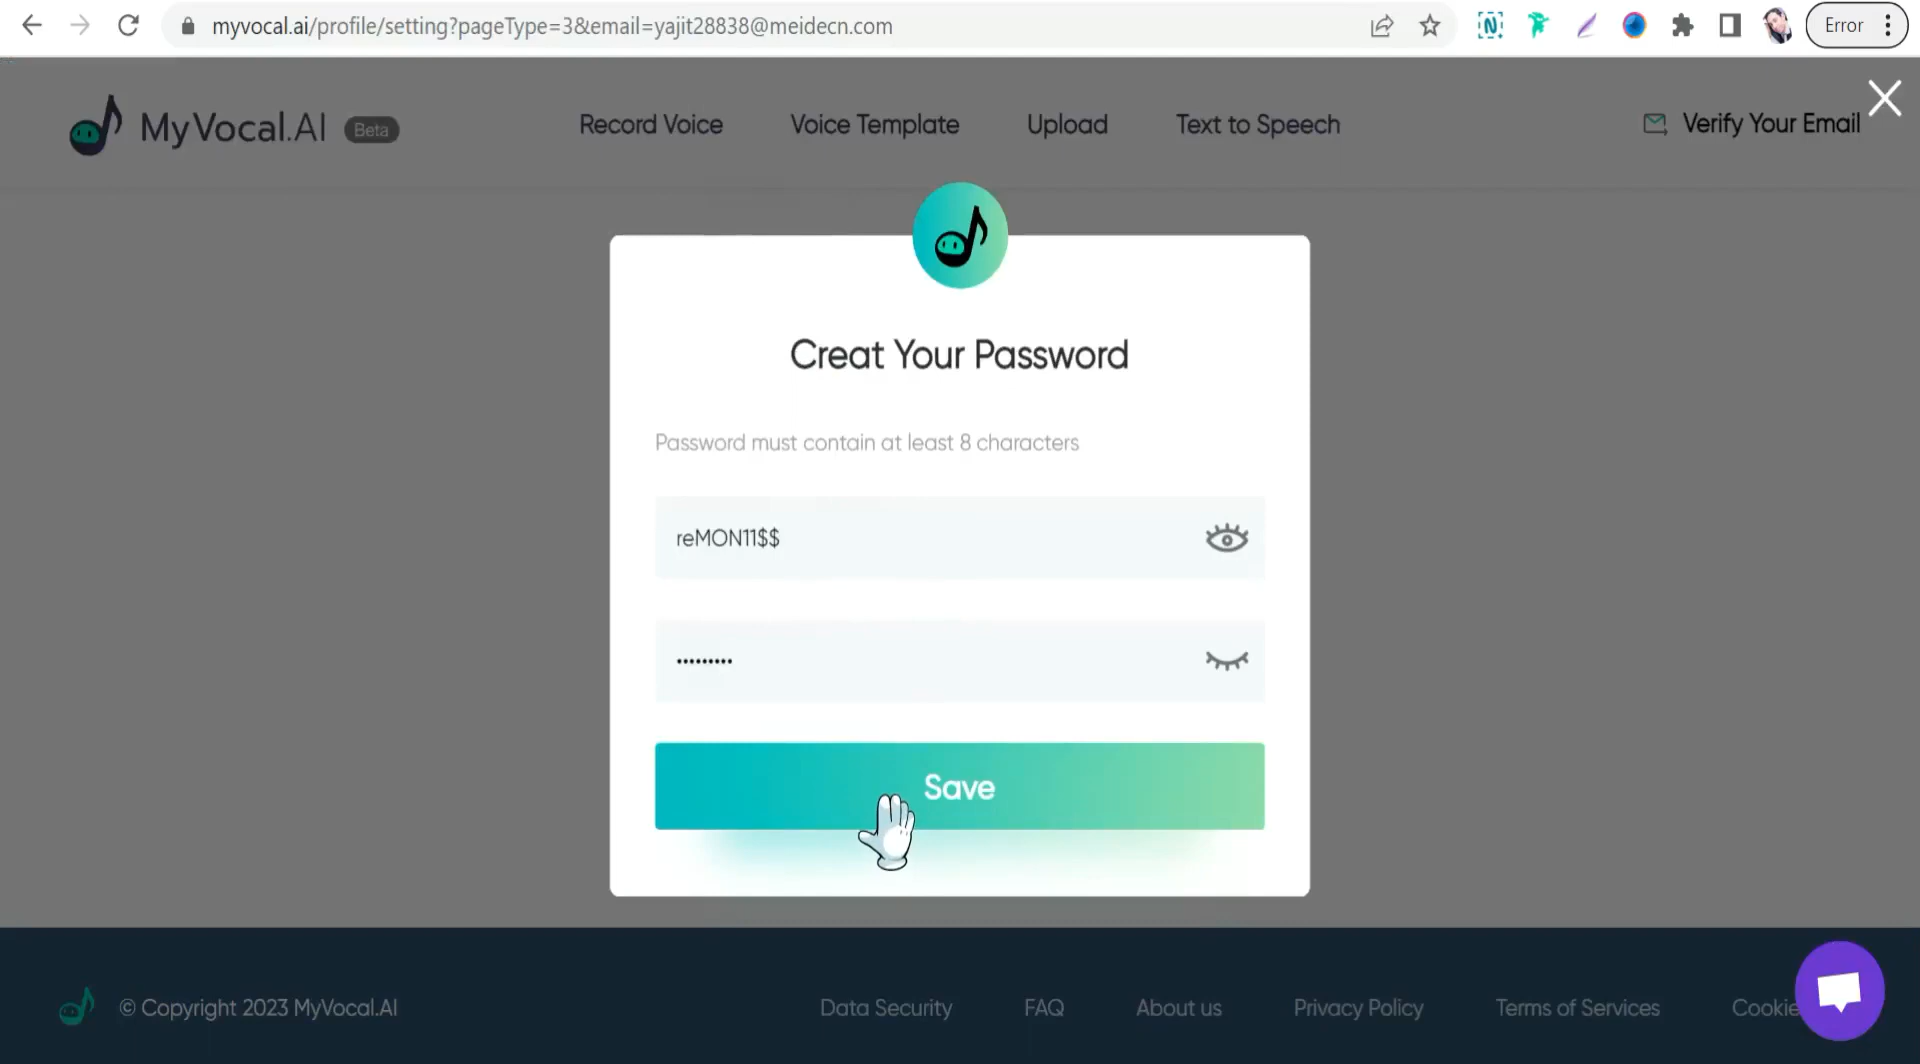 myvocal.ai/profile/setting?pageType=3&email=yajit28838@meidecn.com
Error
MyVocal.AI Beta
Record Voice
Voice Template
Upload
Text to Speech
Verify Your Email
Creat Your Password
Password must contain at least 8 characters
reMON11$$
•••••••••
Save
© Copyright 2023 MyVocal.AI
Data Security
FAQ
About us
Privacy Policy
Terms of Services
Cookie